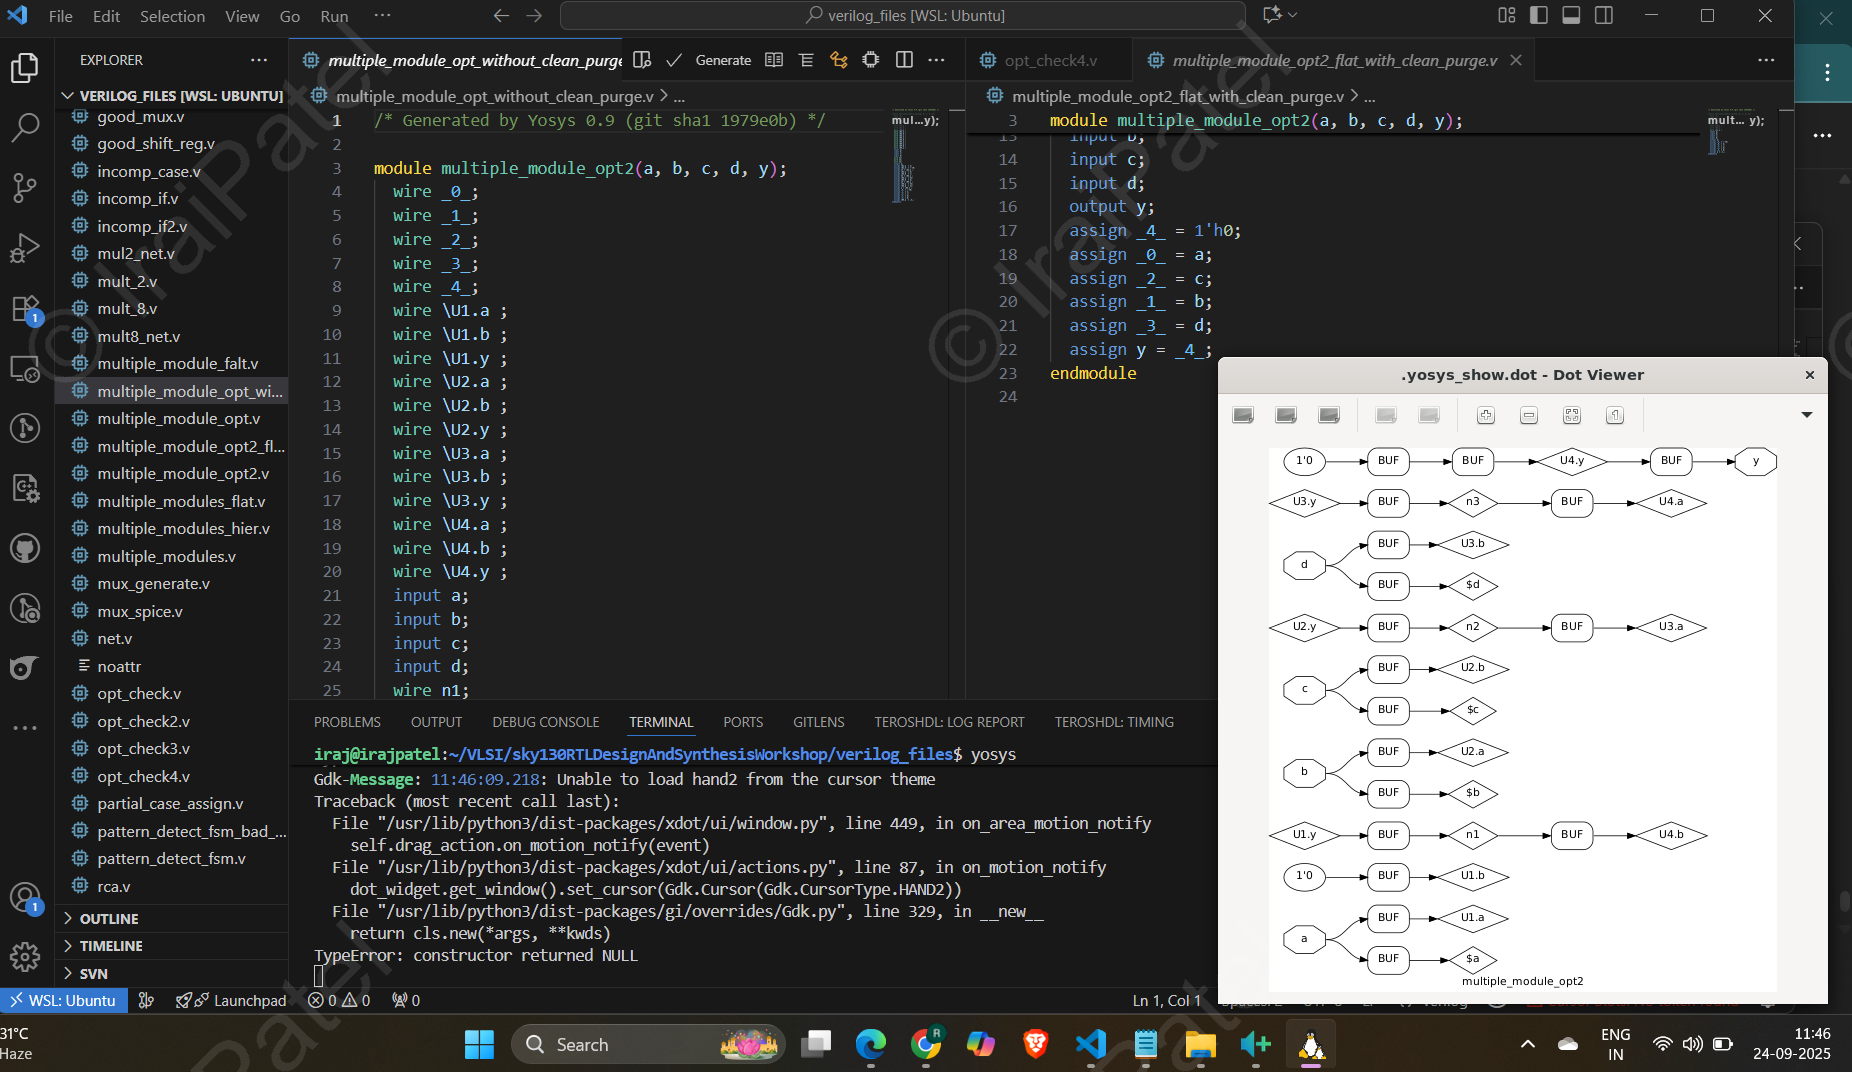 File Edit Selection View Go Run ···
verilog_files [WSL: Ubuntu]
EXPLORER
VERILOG_FILES [WSL: UBUNTU]
good_mux.v
good_shift_reg.v
incomp_case.v
incomp_if.v
incomp_if2.v
mul2_net.v
mult_2.v
mult_8.v
mult8_net.v
multiple_module_falt.v
multiple_module_opt_wi...
multiple_module_opt.v
multiple_module_opt2_fl...
multiple_module_opt2.v
multiple_modules_flat.v
multiple_modules_hier.v
multiple_modules.v
mux_generate.v
mux_spice.v
net.v
noattr
opt_check.v
opt_check2.v
opt_check3.v
opt_check4.v
partial_case_assign.v
pattern_detect_fsm_bad_...
pattern_detect_fsm.v
rca.v
OUTLINE
TIMELINE
SVN
1
1
multiple_module_opt_without_clean_purge
Generate
multiple_module_opt_without_clean_purge.v > ...
1 /* Generated by Yosys 0.9 (git sha1 1979e0b) */
2
3 module multiple_module_opt2(a, b, c, d, y);
4 wire _0_;
5 wire _1_;
6 wire _2_;
7 wire _3_;
8 wire _4_;
9 wire \U1.a ;
10 wire \U1.b ;
11 wire \U1.y ;
12 wire \U2.a ;
13 wire \U2.b ;
14 wire \U2.y ;
15 wire \U3.a ;
16 wire \U3.b ;
17 wire \U3.y ;
18 wire \U4.a ;
19 wire \U4.b ;
20 wire \U4.y ;
21 input a;
22 input b;
23 input c;
24 input d;
25 wire n1;
mul...y);
opt_check4.v
multiple_module_opt2_flat_with_clean_purge.v
multiple_module_opt2_flat_with_clean_purge.v > ...
3 module multiple_module_opt2(a, b, c, d, y);
13 input b;
14 input c;
15 input d;
16 output y;
17 assign _4_ = 1'h0;
18 assign _0_ = a;
19 assign _2_ = c;
20 assign _1_ = b;
21 assign _3_ = d;
22 assign y = _4_;
23 endmodule
24
mult... y);
PROBLEMS OUTPUT DEBUG CONSOLE TERMINAL PORTS GITLENS TEROSHDL: LOG REPORT TEROSHDL: TIMING
iraj@irajpatel:~/VLSI/sky130RTLDesignAndSynthesisWorkshop/verilog_files$ yosys
Gdk-Message: 11:46:09.218: Unable to load hand2 from the cursor theme
Traceback (most recent call last):
File "/usr/lib/python3/dist-packages/xdot/ui/window.py", line 449, in on_area_motion_notify
self.drag_action.on_motion_notify(event)
File "/usr/lib/python3/dist-packages/xdot/ui/actions.py", line 87, in on_motion_notify
dot_widget.get_window().set_cursor(Gdk.Cursor(Gdk.CursorType.HAND2))
File "/usr/lib/python3/dist-packages/gi/overrides/Gdk.py", line 329, in __new__
return cls.new(*args, **kwds)
TypeError: constructor returned NULL
.yosys_show.dot - Dot Viewer
1'0 BUF BUF U4.y BUF y
U3.y BUF n3 BUF U4.a
d BUF U3.b
BUF $d
U2.y BUF n2 BUF U3.a
c BUF U2.b
BUF $c
b BUF U2.a
BUF $b
U1.y BUF n1 BUF U4.b
1'0 BUF U1.b
a BUF U1.a
BUF $a
multiple_module_opt2
WSL: Ubuntu
Launchpad
0 0 0
Ln 1, Col 1
31°C
Haze
Search
ENG
IN
11:46
24-09-2025
© IrajPatel
© IrajPatel